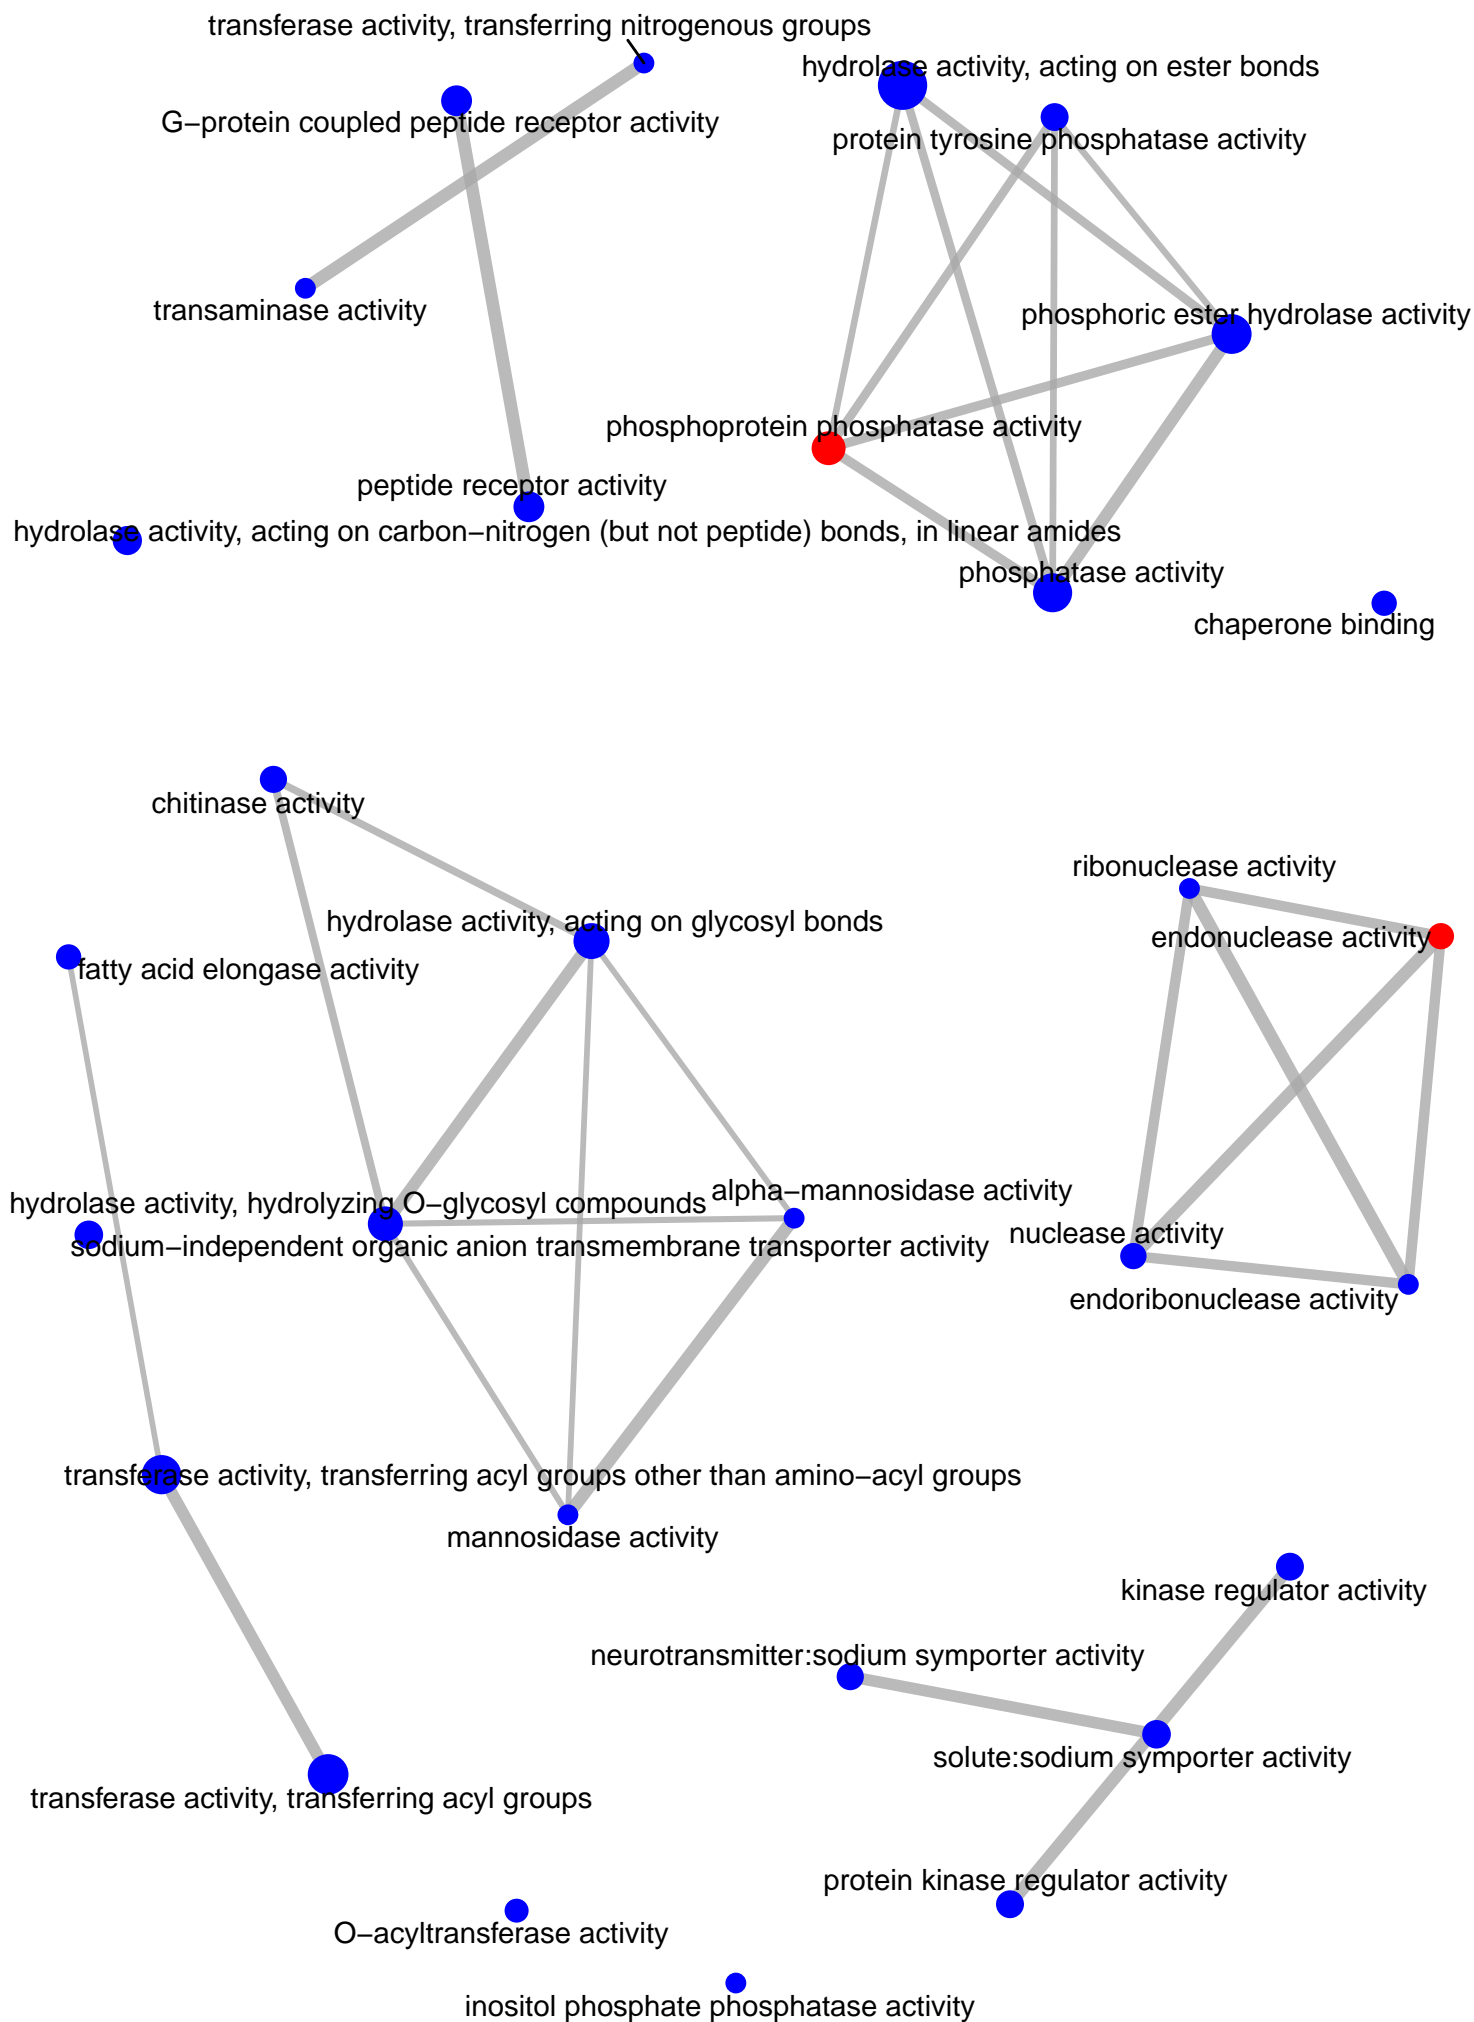 transferase activity, transferring nitrogenous groups
hydrolase activity, acting on ester bonds
G−protein coupled peptide receptor activity
protein tyrosine phosphatase activity
transaminase activity
phosphoric ester hydrolase activity
phosphoprotein phosphatase activity
peptide receptor activity
hydrolase activity, acting on carbon−nitrogen (but not peptide) bonds, in linear amides
phosphatase activity
chaperone binding
chitinase activity
ribonuclease activity
hydrolase activity, acting on glycosyl bonds
endonuclease activity
fatty acid elongase activity
alpha−mannosidase activity
hydrolase activity, hydrolyzing O−glycosyl compounds
nuclease activity
sodium−independent organic anion transmembrane transporter activity
endoribonuclease activity
transferase activity, transferring acyl groups other than amino−acyl groups
mannosidase activity
kinase regulator activity
neurotransmitter:sodium symporter activity
solute:sodium symporter activity
transferase activity, transferring acyl groups
protein kinase regulator activity
O−acyltransferase activity
inositol phosphate phosphatase activity